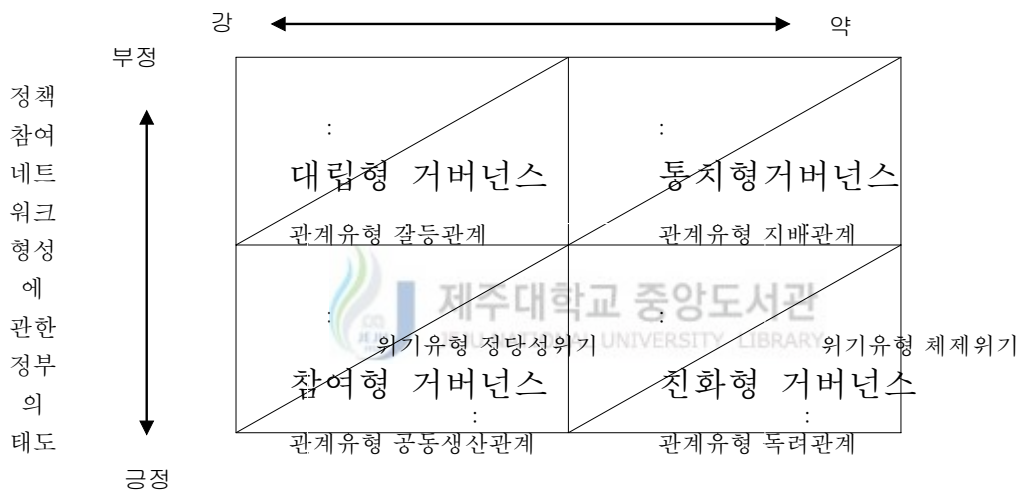 강 약
부정
정책
참여
네트
워크
형성
에
관한
정부
의
태도
긍정
:
대립형 거버넌스
관계유형 갈등관계
:
통치형거버넌스
관계유형 지배관계
제주대학교 중앙도서관
JEJU NATIONAL UNIVERSITY LIBRARY
:
위기유형 정당성위기
참여형 거버넌스
:
관계유형 공동생산관계
:
위기유형 체제위기
친화형 거버넌스
:
관계유형 독려관계